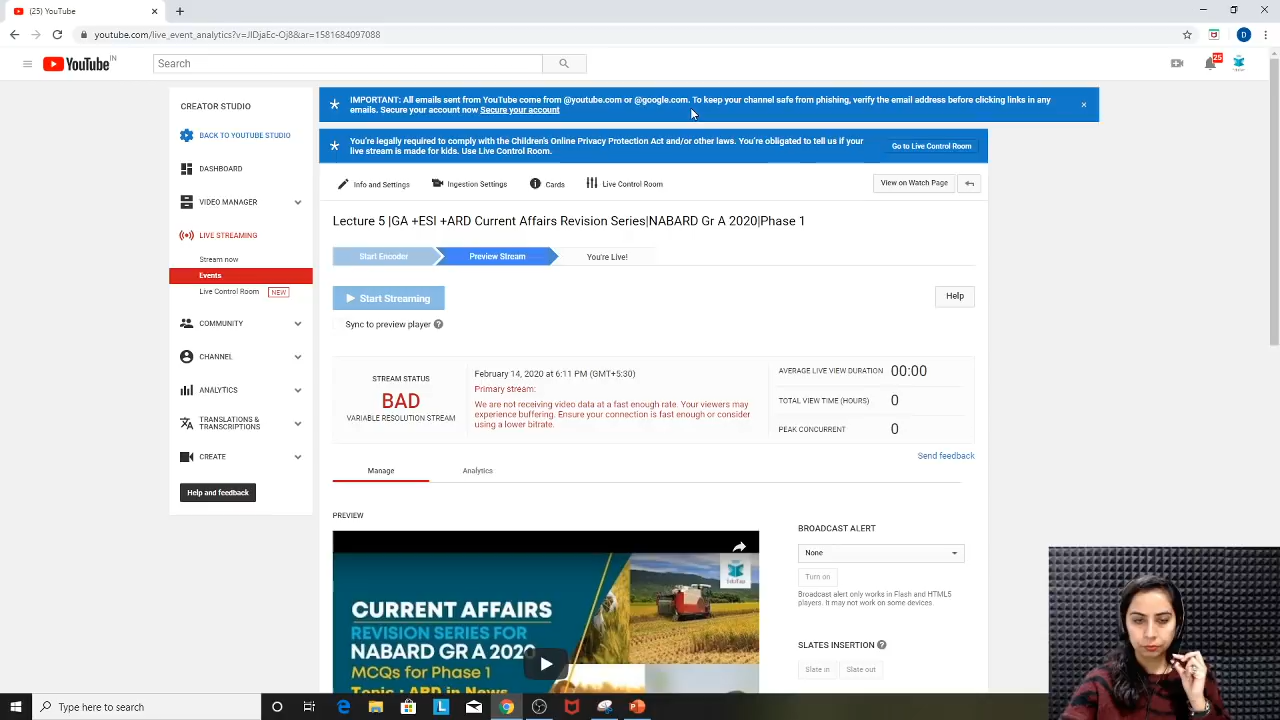 (25) YouTube
youtube.com/live_event_analytics?v=JIDjaEc-Oj8&ar=1581684097088
YouTube IN
Search
25
CREATOR STUDIO
BACK TO YOUTUBE STUDIO
DASHBOARD
VIDEO MANAGER
LIVE STREAMING
Stream now
Events
Live Control Room NEW
COMMUNITY
CHANNEL
ANALYTICS
TRANSLATIONS &
TRANSCRIPTIONS
CREATE
Help and feedback
IMPORTANT: All emails sent from YouTube come from @youtube.com or @google.com. To keep your channel safe from phishing, verify the email address before clicking links in any
emails. Secure your account now Secure your account
You're legally required to comply with the Children's Online Privacy Protection Act and/or other laws. You're obligated to tell us if your
live stream is made for kids. Use Live Control Room.
Go to Live Control Room
Info and Settings
Ingestion Settings
Cards
Live Control Room
View on Watch Page
Lecture 5 |GA +ESI +ARD Current Affairs Revision Series|NABARD Gr A 2020|Phase 1
Start Encoder
Preview Stream
You're Live!
Start Streaming
Help
Sync to preview player ?
STREAM STATUS
BAD
VARIABLE RESOLUTION STREAM
February 14, 2020 at 6:11 PM (GMT+5:30)
Primary stream:
We are not receiving video data at a fast enough rate. Your viewers may
experience buffering. Ensure your connection is fast enough or consider
using a lower bitrate.
AVERAGE LIVE VIEW DURATION 00:00
TOTAL VIEW TIME (HOURS) 0
PEAK CONCURRENT 0
Send feedback
Manage
Analytics
PREVIEW
EduTap
CURRENT AFFAIRS
REVISION SERIES FOR
NABARD GR A 2020
MCQs for Phase 1
Topic : ARD in News
BROADCAST ALERT
None
Turn on
Broadcast alert only works in Flash and HTML5
players. It may not work on some devices.
SLATES INSERTION ?
Slate in
Slate out
Type here to search